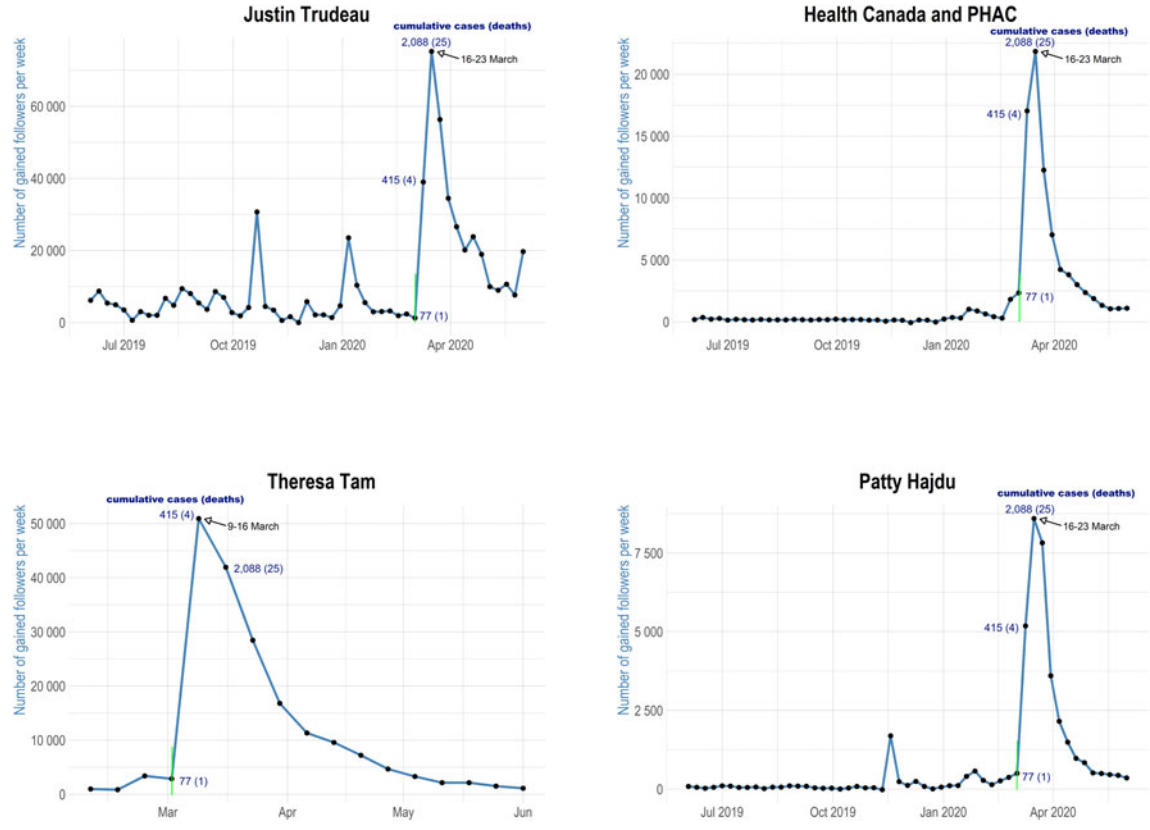 Justin Trudeau
cumulative cases (deaths)
2,088 (25)
16-23 March
415 (4)
77 (1)
Number of gained followers per week
60 000
40 000
20 000
0
Jul 2019
Oct 2019
Jan 2020
Apr 2020
Health Canada and PHAC
cumulative cases (deaths)
2,088 (25)
16-23 March
415 (4)
77 (1)
Number of gained followers per week
20 000
15 000
10 000
5 000
0
Jul 2019
Oct 2019
Jan 2020
Apr 2020
Theresa Tam
cumulative cases (deaths)
415 (4)
9-16 March
2,088 (25)
77 (1)
Number of gained followers per week
50 000
40 000
30 000
20 000
10 000
0
Mar
Apr
May
Jun
Patty Hajdu
cumulative cases (deaths)
2,088 (25)
16-23 March
415 (4)
77 (1)
Number of gained followers per week
7 500
5 000
2 500
0
Jul 2019
Oct 2019
Jan 2020
Apr 2020